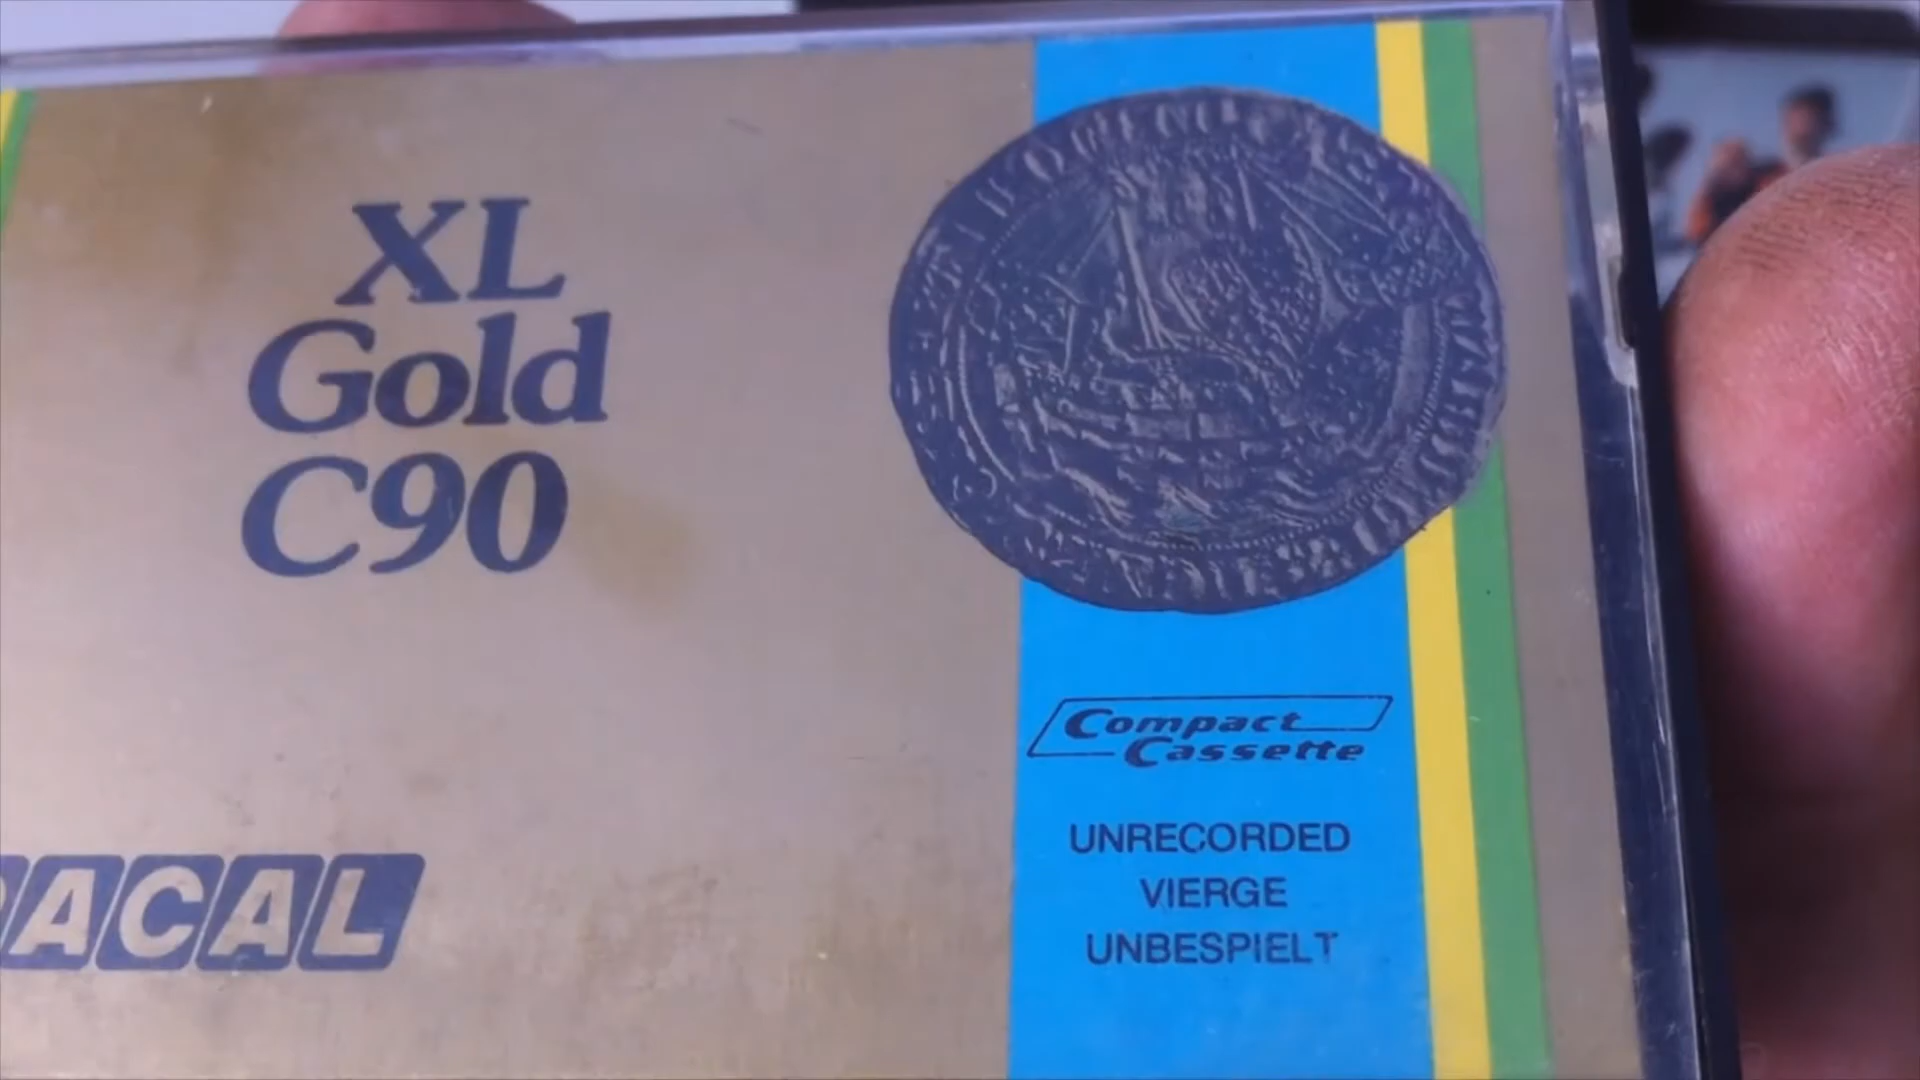 XL
Gold
C90
Compact
Cassette
UNRECORDED
VIERGE
UNBESPIELT
ACAL